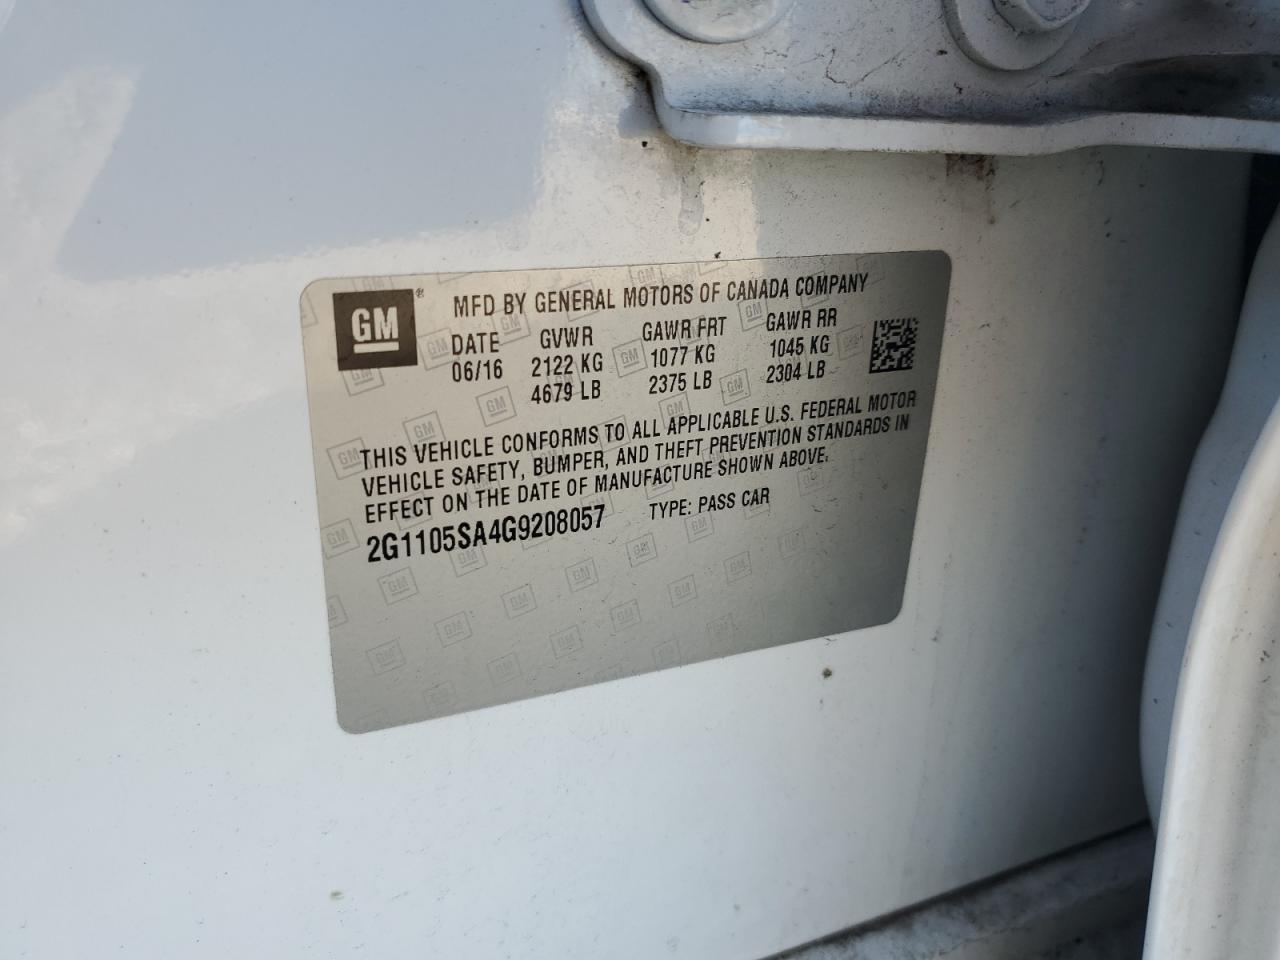 GM
MFD BY GENERAL MOTORS OF CANADA COMPANY
DATE GVWR GAWR FRT GAWR RR
06/16 2122 KG 1077 KG 1045 KG
4679 LB 2375 LB 2304 LB
THIS VEHICLE CONFORMS TO ALL APPLICABLE U.S. FEDERAL MOTOR
VEHICLE SAFETY, BUMPER, AND THEFT PREVENTION STANDARDS IN
EFFECT ON THE DATE OF MANUFACTURE SHOWN ABOVE.
2G1105SA4G9208057 TYPE: PASS CAR